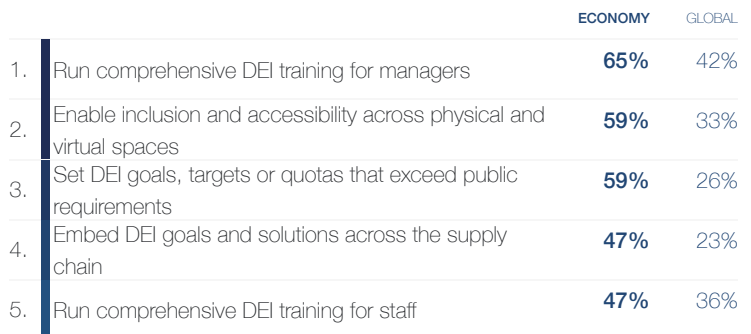 ECONOMY GLOBAL
1. Run comprehensive DEI training for managers 65% 42%
2. Enable inclusion and accessibility across physical and
virtual spaces 59% 33%
3. Set DEI goals, targets or quotas that exceed public
requirements 59% 26%
4. Embed DEI goals and solutions across the supply
chain 47% 23%
5. Run comprehensive DEI training for staff 47% 36%